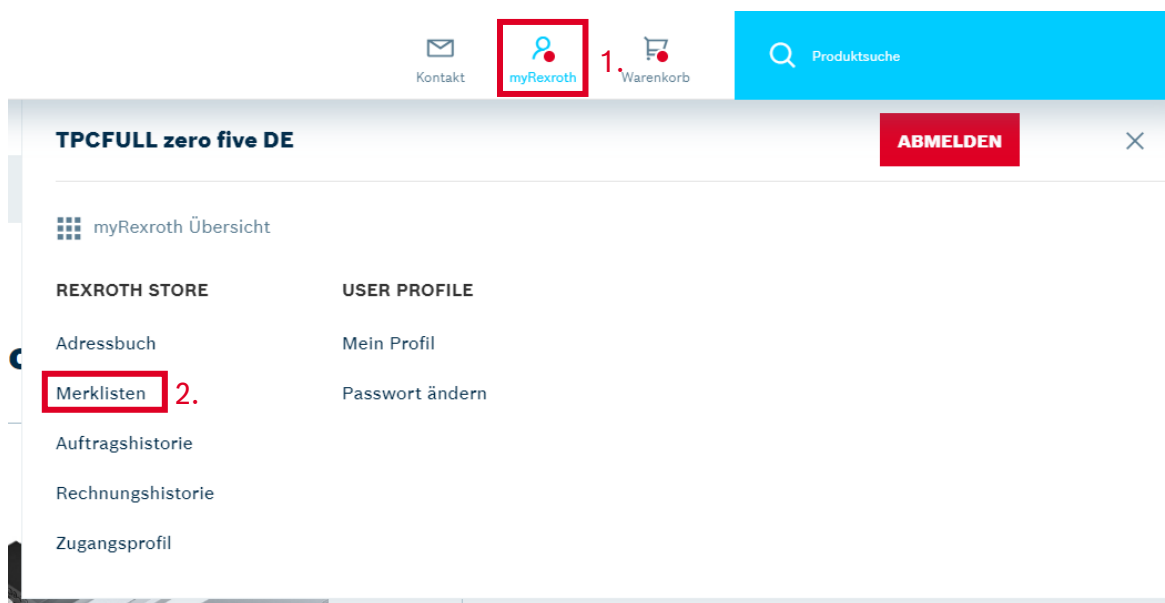 Kontakt
myRexroth
1.
Warenkorb
Produktsuche
TPCFULL zero five DE
ABMELDEN
myRexroth Übersicht
REXROTH STORE
USER PROFILE
Adressbuch
Mein Profil
Merklisten
2.
Passwort ändern
Auftragshistorie
Rechnungshistorie
Zugangsprofil